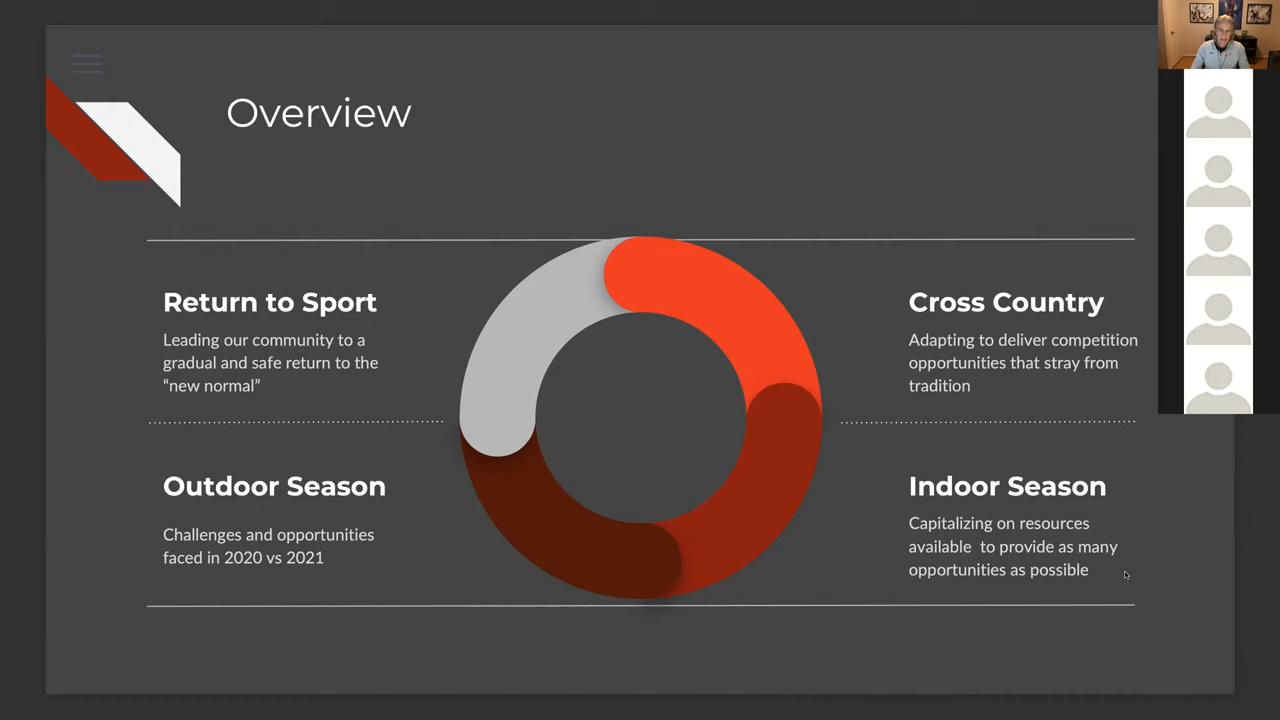 Overview
Return to Sport
Leading our community to a
gradual and safe return to the
“new normal”
Cross Country
Adapting to deliver competition
opportunities that stray from
tradition
Outdoor Season
Challenges and opportunities
faced in 2020 vs 2021
Indoor Season
Capitalizing on resources
available  to provide as many
opportunities as possible